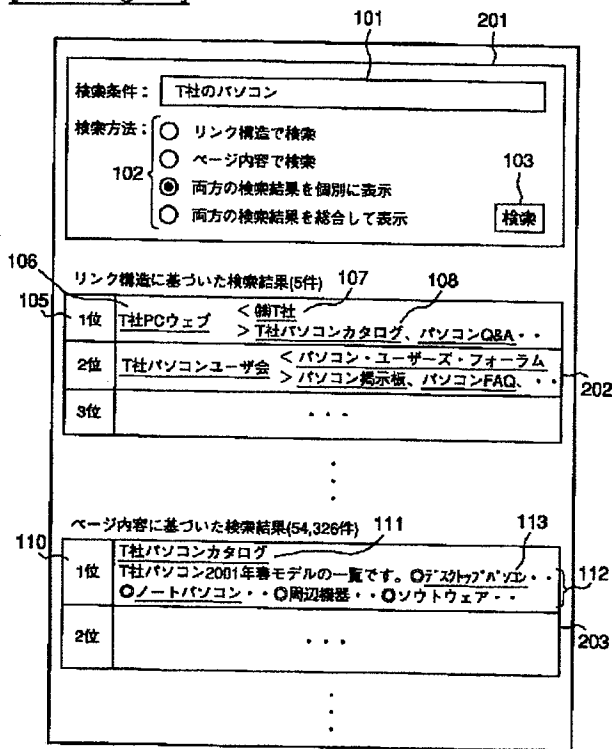 101
201
検索条件： T社のパソコン
検索方法：
リンク構造で検索
ページ内容で検索
102
103
両方の検索結果を個別に表示
両方の検索結果を総合して表示
検索
106
リンク構造に基づいた検索結果(5件)
107
108
105
1位 T社PCウェブ < ㈱T社
> T社パソコンカタログ、パソコンQ&A・・
2位 T社パソコンユーザ会 < パソコン・ユーザーズ・フォーラム
> パソコン掲示板、パソコンFAQ、・・
202
3位 ・・・
ページ内容に基づいた検索結果(54,326件)
111
113
110
1位 T社パソコンカタログ
T社パソコン2001年春モデルの一覧です。◎デスクトップパソコン・・
112
◎ノートパソコン・・◎周辺機器・・◎ソウトウェア・・
2位 ・・・
203